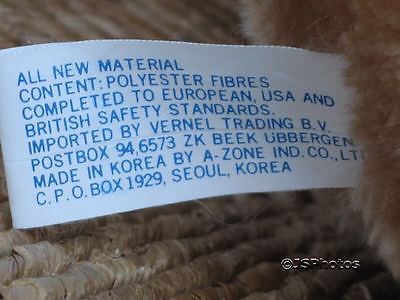 ALL NEW MATERIAL
CONTENT: POLYESTER FIBRES
COMPLETED TO EUROPEAN, USA AND
BRITISH SAFETY STANDARDS.
IMPORTED BY VERNEL TRADING B.V.
POSTBOX 94,6573 ZK BEEK UBBERGEN
MADE IN KOREA BY A-ZONE IND.CO.,LT
C.P.O.BOX 1929, SEOUL, KOREA
©JSPhotos